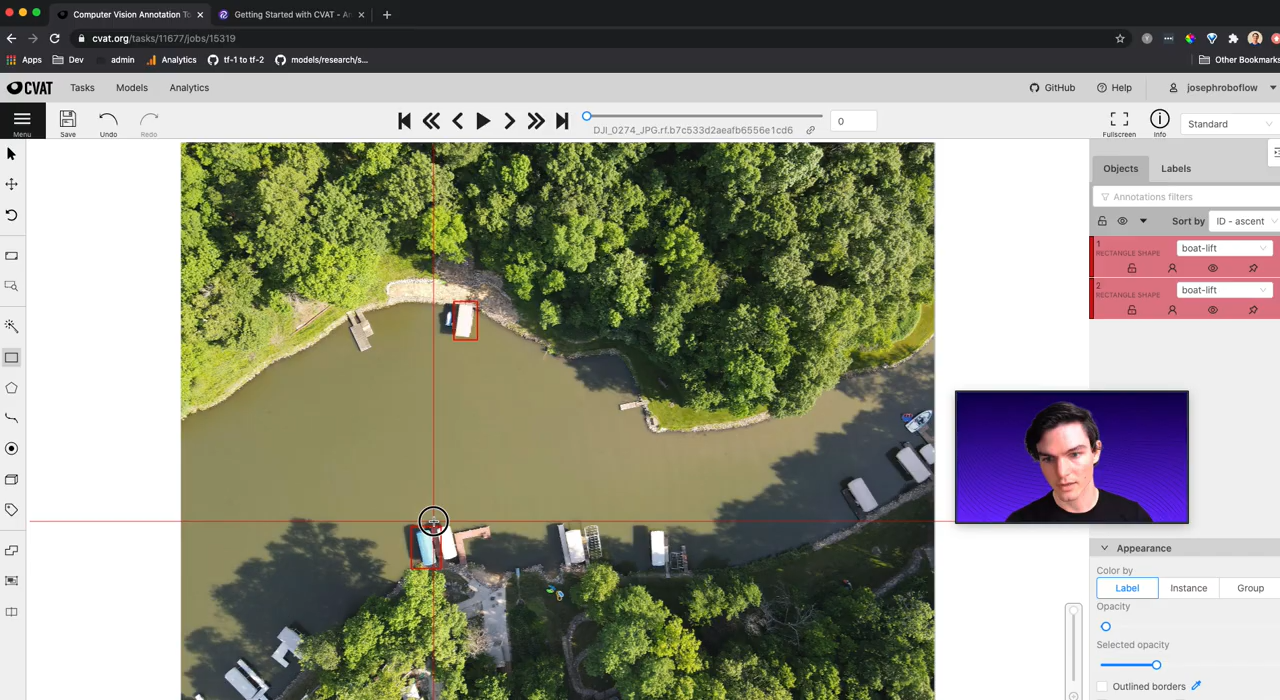 Computer Vision Annotation To
Getting Started with CVAT - A
cvat.org/tasks/11677/jobs/15319
Apps Dev admin Analytics tf-1 to tf-2 models/research/s... Other Bookmarks
CVAT Tasks Models Analytics GitHub Help josephroboflow
Menu Save Undo Redo
DJI_0274_JPG.rf.b7c533d2aeafb6556e1cd6
0
Fullscreen Info Standard
Objects Labels
Annotations filters
Sort by ID - ascent
1
RECTANGLE SHAPE
boat-lift
2
RECTANGLE SHAPE
boat-lift
Appearance
Color by
Label Instance Group
Opacity
Selected opacity
Outlined borders